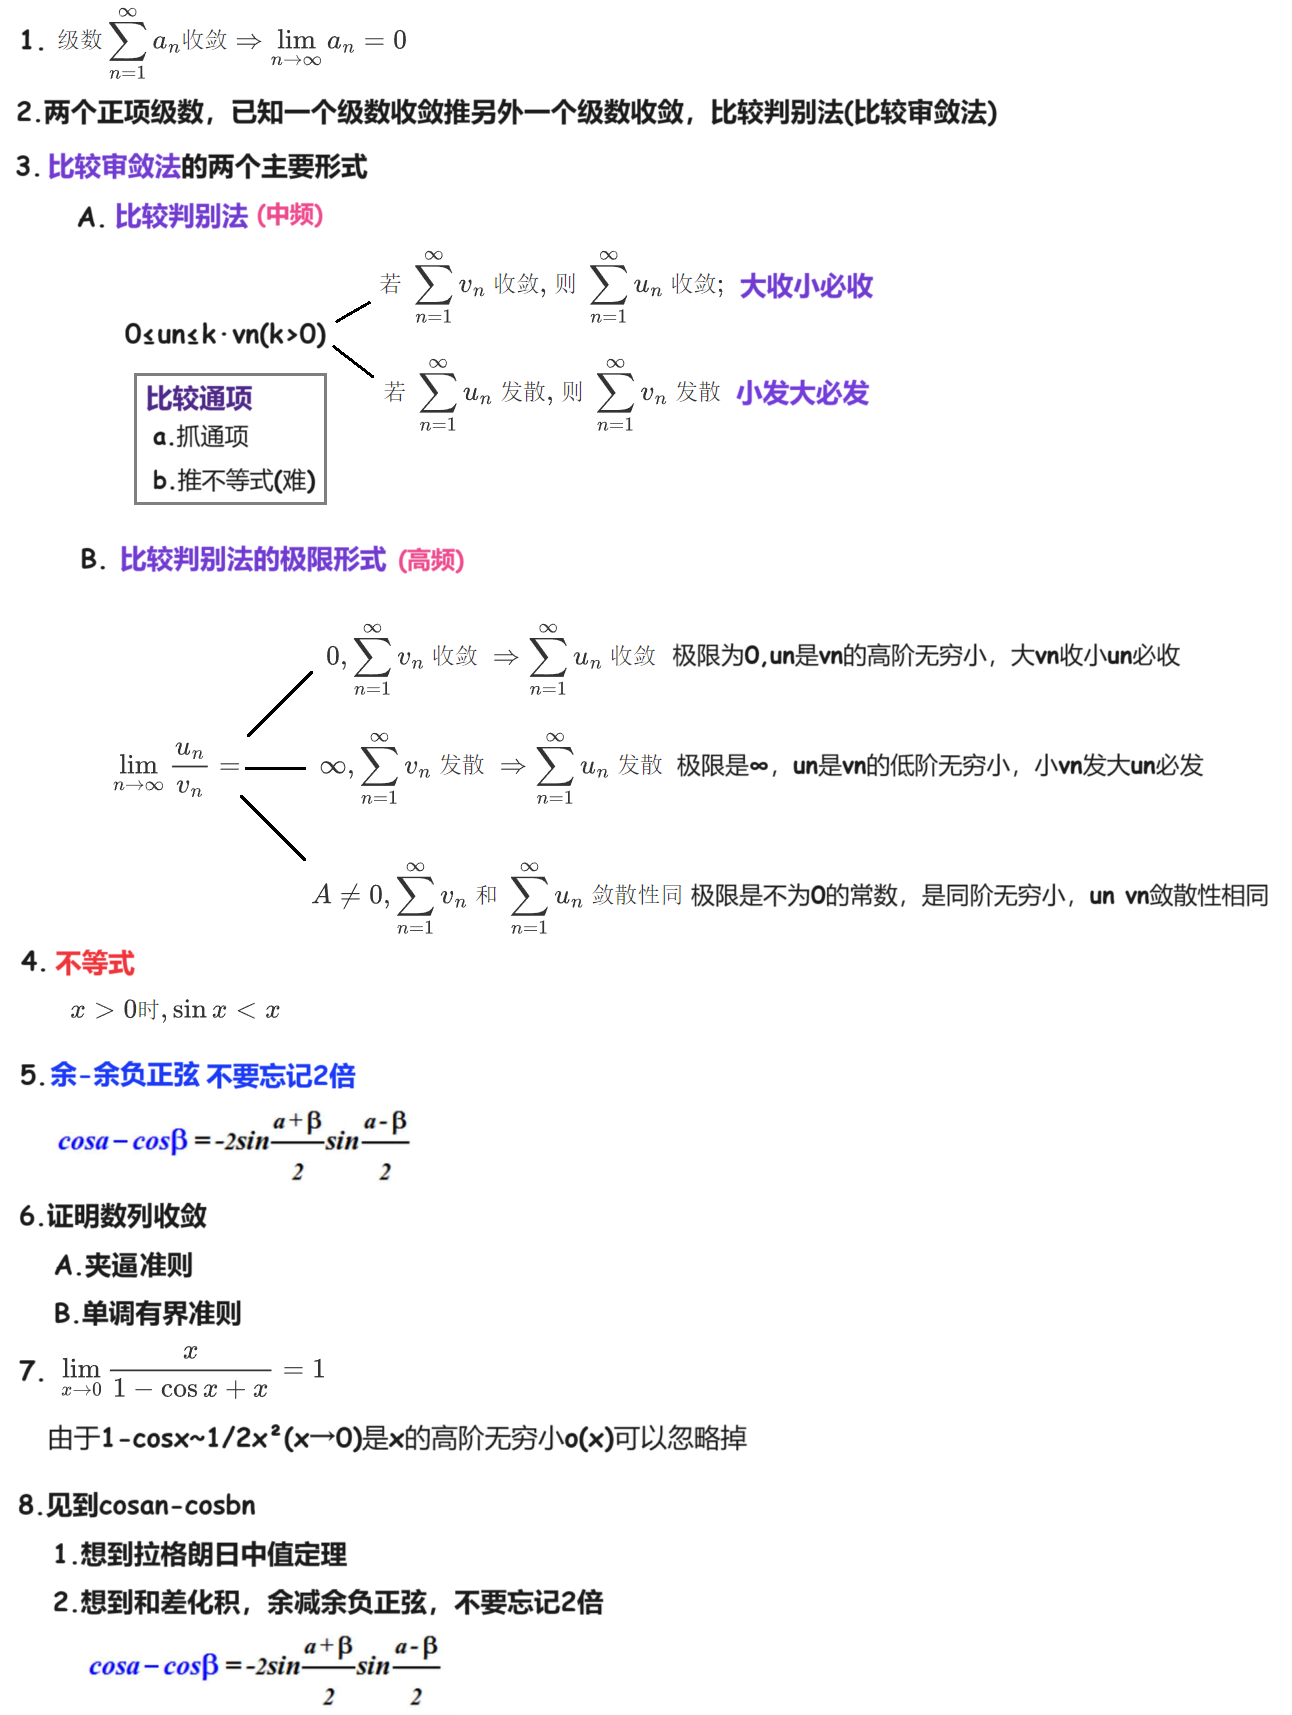 1. 级数 \sum_{n=1}^{\infty} a_n 收敛 ⇒ \lim_{n→∞} a_n = 0
2.两个正项级数，已知一个级数收敛推另外一个级数收敛，比较判别法(比较审敛法)
3. 比较审敛法的两个主要形式
A. 比较判别法 (中频)
0≤un≤k·vn(k>0)
若 \sum_{n=1}^{\infty} v_n 收敛, 则 \sum_{n=1}^{\infty} u_n 收敛; 大收小必收
若 \sum_{n=1}^{\infty} u_n 发散, 则 \sum_{n=1}^{\infty} v_n 发散 小发大必发
比较通项
a.抓通项
b.推不等式(难)
B. 比较判别法的极限形式 (高频)
\lim_{n→∞} \frac{u_n}{v_n} =
0, \sum_{n=1}^{\infty} v_n 收敛 ⇒ \sum_{n=1}^{\infty} u_n 收敛 极限为0,un是vn的高阶无穷小，大vn收小un必收
∞, \sum_{n=1}^{\infty} v_n 发散 ⇒ \sum_{n=1}^{\infty} u_n 发散 极限是∞，un是vn的低阶无穷小，小vn发大un必发
A ≠ 0, \sum_{n=1}^{\infty} v_n 和 \sum_{n=1}^{\infty} u_n 敛散性同 极限是不为0的常数，是同阶无穷小，un vn敛散性相同
4. 不等式
x > 0时, sin x < x
5.余-余负正弦 不要忘记2倍
cosa-cosβ=-2sin\frac{a+β}{2}sin\frac{a-β}{2}
6.证明数列收敛
A.夹逼准则
B.单调有界准则
7. \lim_{x→0} \frac{x}{1 - cos x + x} = 1
由于1-cosx~1/2x²(x→0)是x的高阶无穷小o(x)可以忽略掉
8.见到cosan-cosbn
1.想到拉格朗日中值定理
2.想到和差化积，余减余负正弦，不要忘记2倍
cosa-cosβ=-2sin\frac{a+β}{2}sin\frac{a-β}{2}